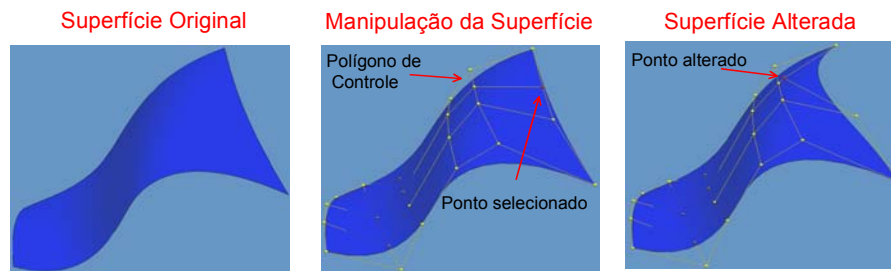 Superfície Original
Manipulação da Superfície
Superfície Alterada
Polígono de
Controle
Ponto selecionado
Ponto alterado